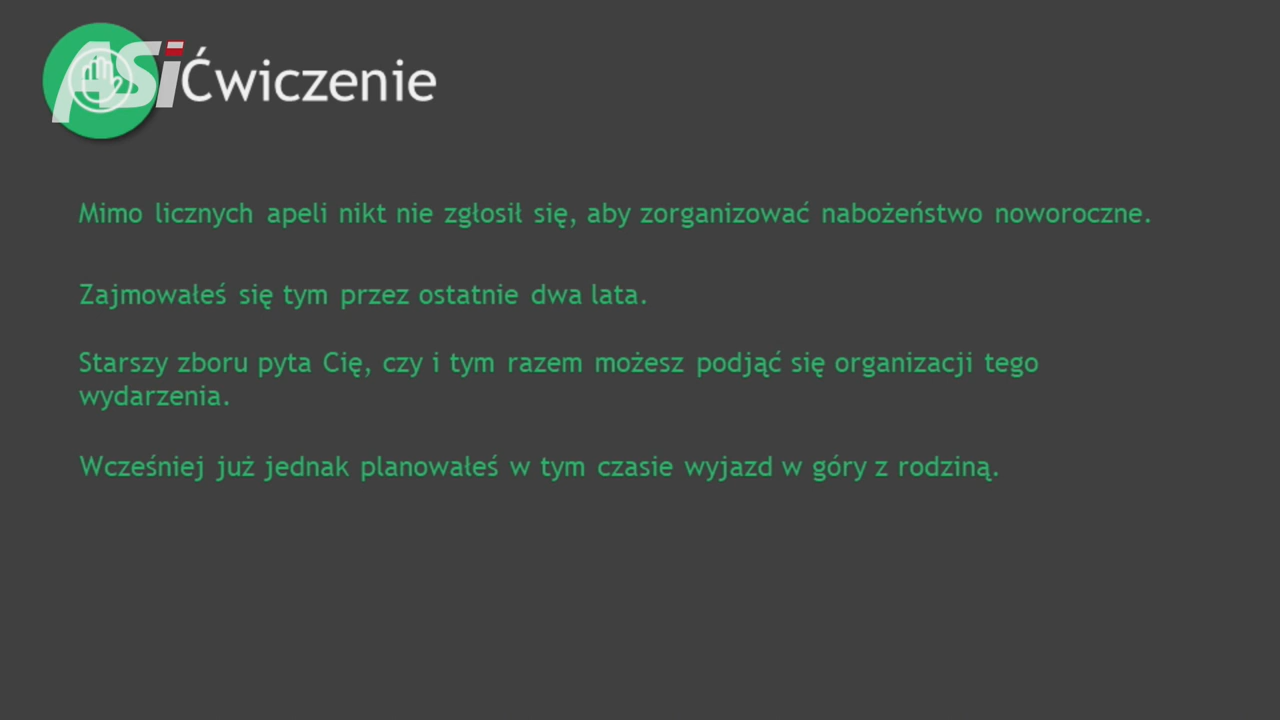 ASi
Ćwiczenie
Mimo licznych apeli nikt nie zgłosił się, aby zorganizować nabożeństwo noworoczne.
Zajmowałeś się tym przez ostatnie dwa lata.
Starszy zboru pyta Cię, czy i tym razem możesz podjąć się organizacji tego
wydarzenia.
Wcześniej już jednak planowałeś w tym czasie wyjazd w góry z rodziną.